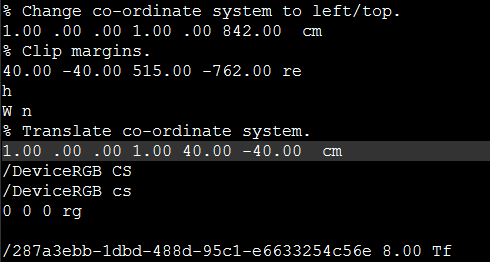 % Change co-ordinate system to left/top.
1.00 .00 .00 1.00 .00 842.00  cm
% Clip margins.
40.00 -40.00 515.00 -762.00 re
h
W n
% Translate co-ordinate system.
1.00 .00 .00 1.00 40.00 -40.00  cm
/DeviceRGB CS
/DeviceRGB cs
0 0 0 rg
/287a3ebb-1dbd-488d-95c1-e6633254c56e 8.00 Tf